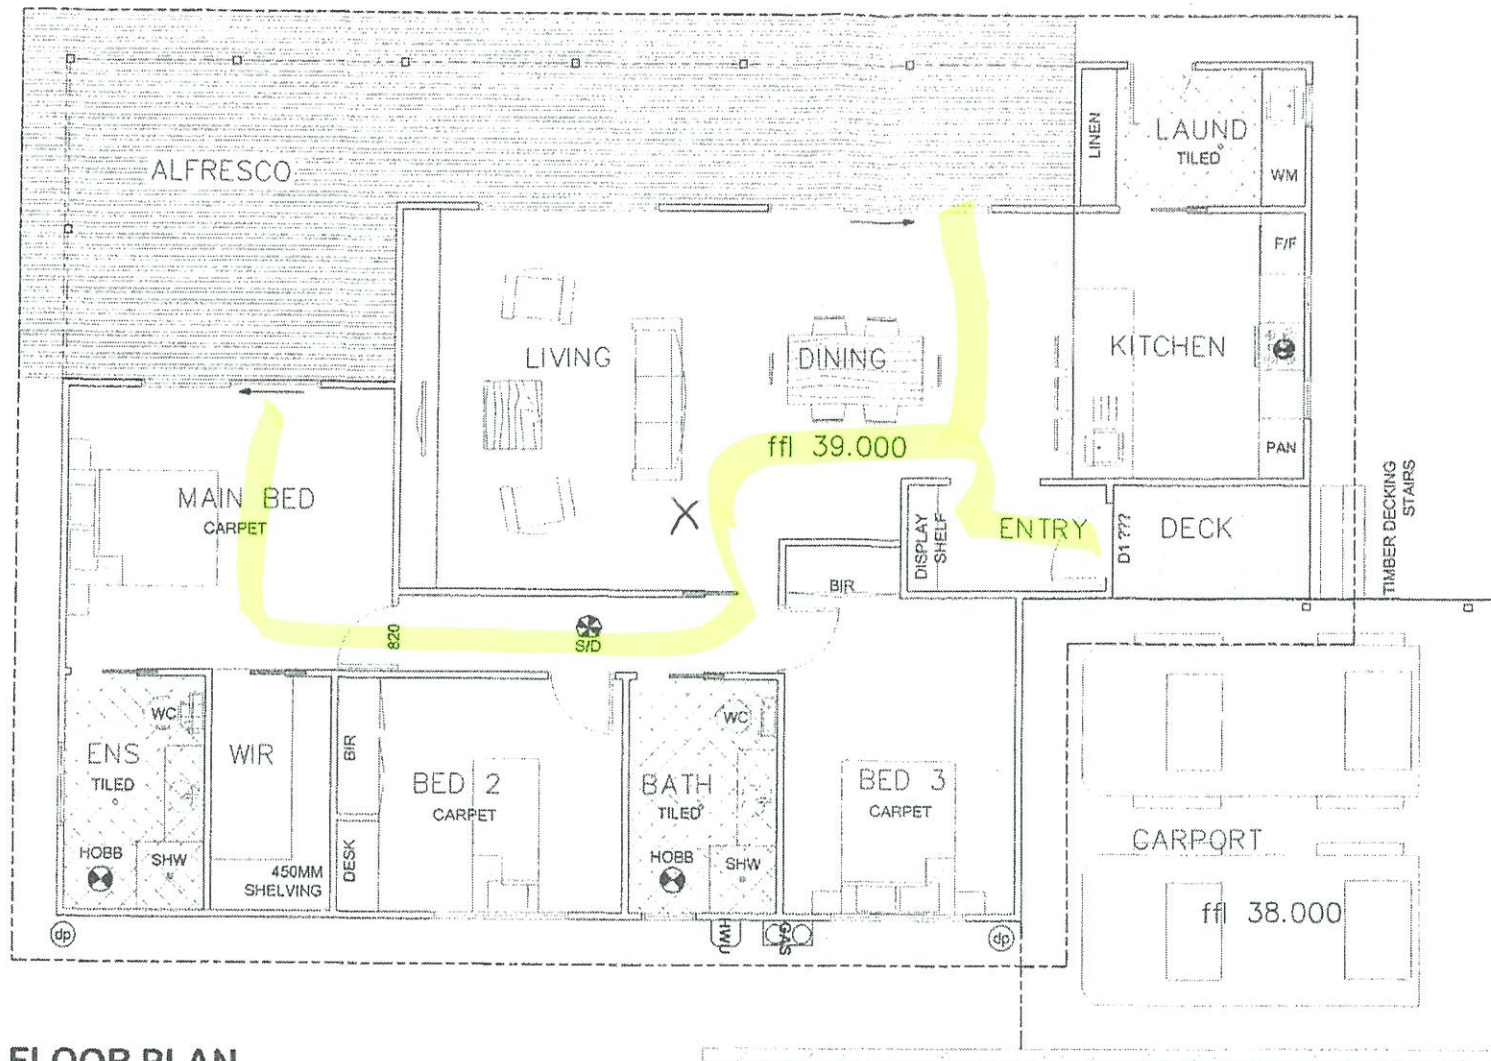 ALFRESCO
LINEN
LAUND
TILED
WM
F/F
LIVING
DINING
KITCHEN
ffl 39.000
PAN
MAIN BED
CARPET
DISPLAY
SHELF
ENTRY
D1 ???
DECK
TIMBER DECKING
STAIRS
BIR
820
S/D
WC
ENS
TILED
WIR
BIR
BED 2
CARPET
WC
BATH
TILED
BED 3
CARPET
HOBB
SHW
450MM
SHELVING
DESK
HOBB
SHW
CARPORT
ffl 38.000
dp
HWU
GAS
dp
FLOOR PLAN